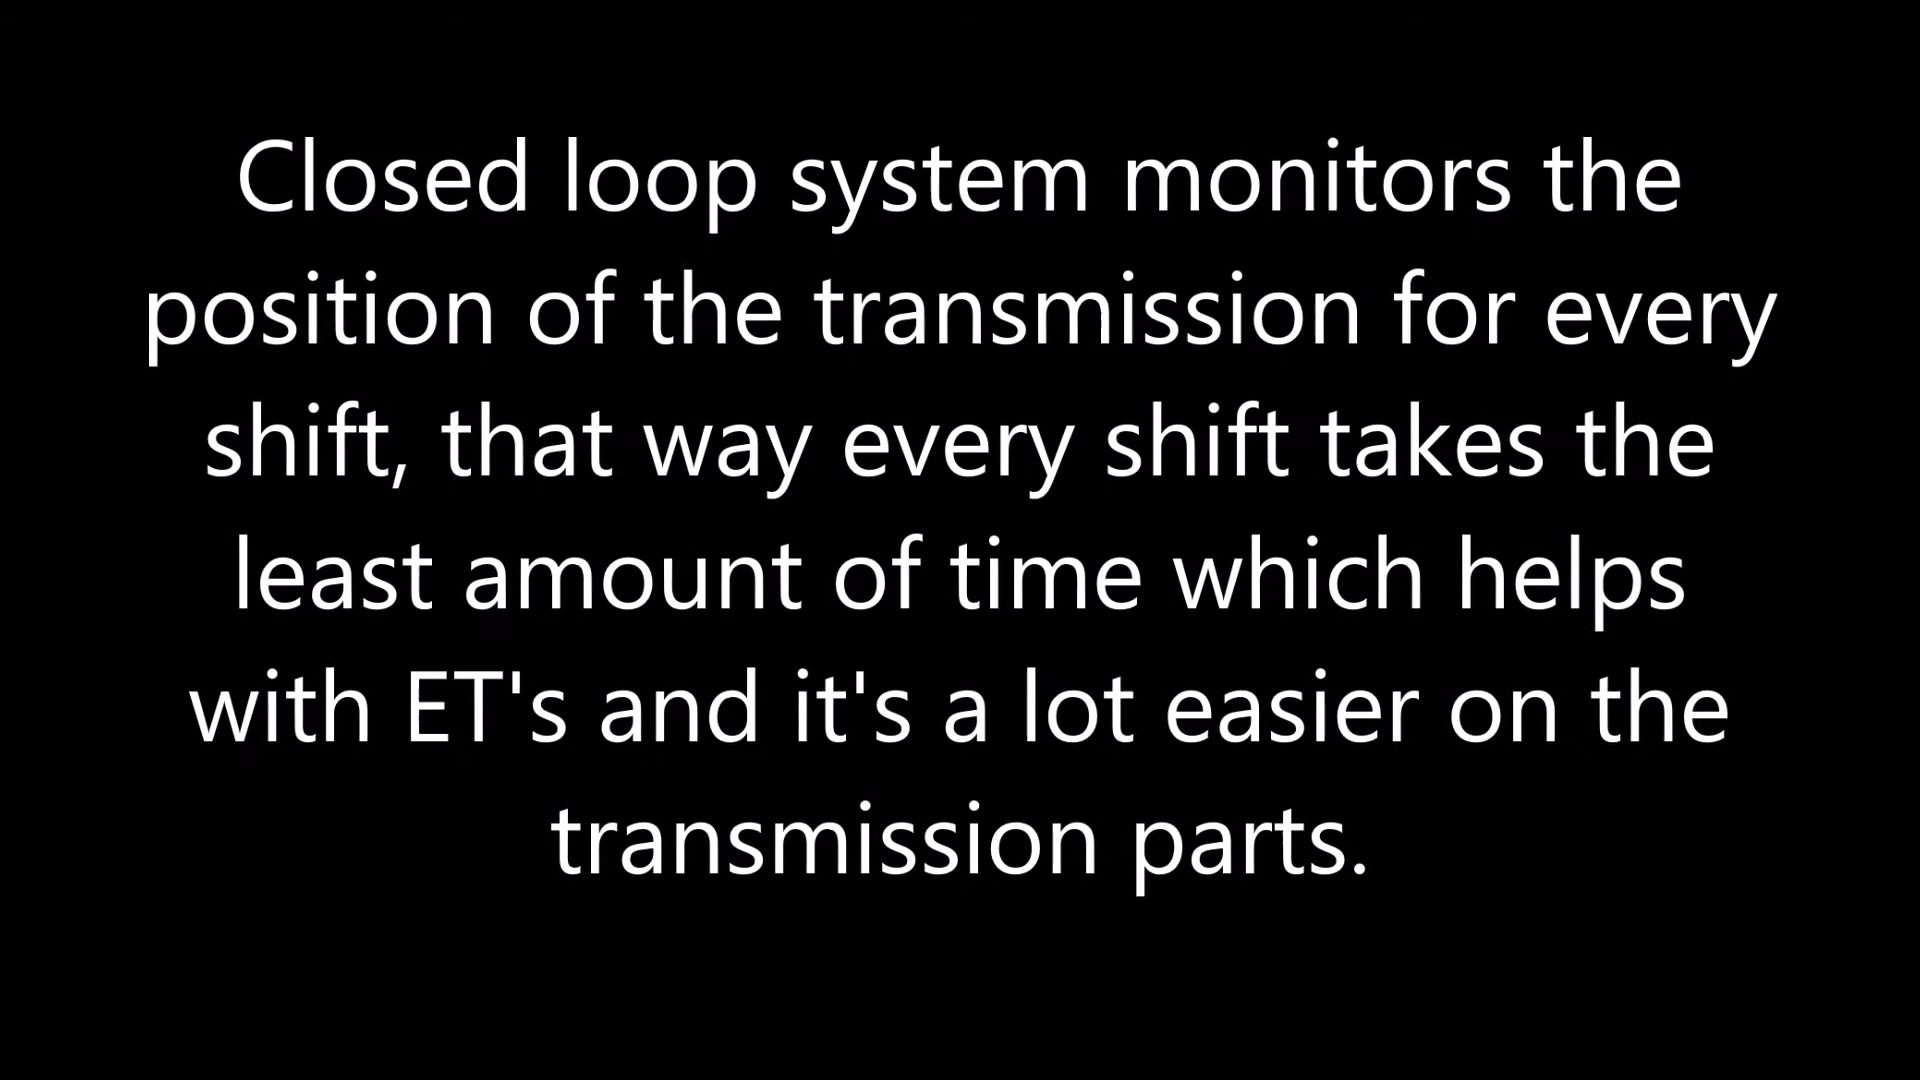 Closed loop system monitors the
position of the transmission for every
shift, that way every shift takes the
least amount of time which helps
with ET's and it's a lot easier on the
transmission parts.